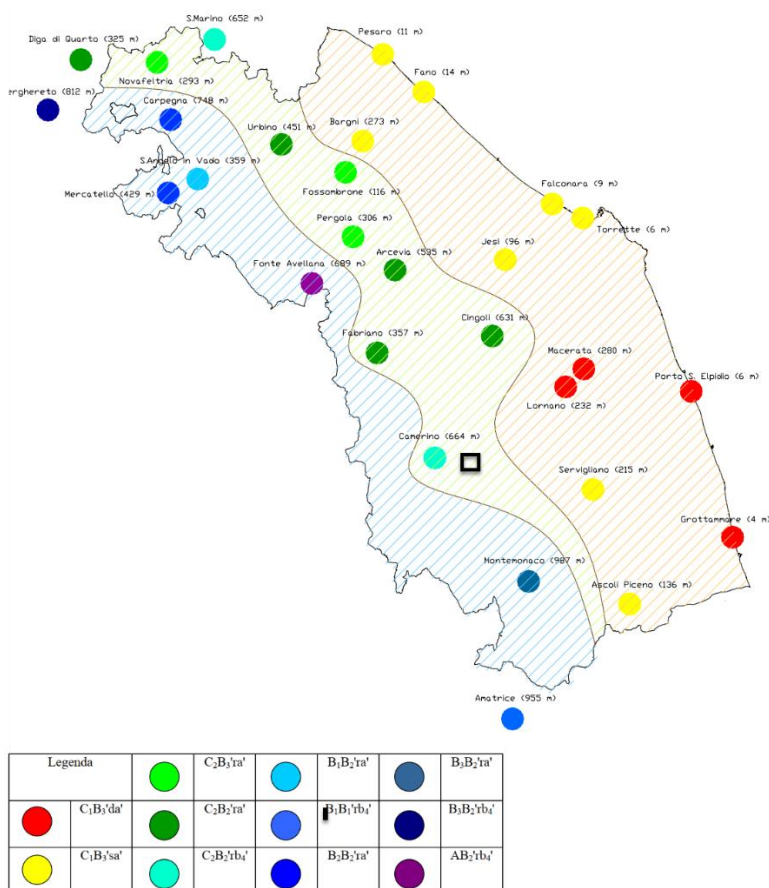 S.Marino (652 m)
Pesaro (11 m)
Diga di Quarto (325 m)
Fano (14 m)
Novafeltria (293 m)
erghereto (812 m)
Carpegna (748 m)
Bargni (273 m)
Urbino (451 m)
S.Angelo in Vado (359 m)
Mercatello (429 m)
Fossombrone (116 m)
Falconara (9 m)
Pergola (306 m)
Torrette (6 m)
Jesi (96 m)
Arcevia (535 m)
Fonte Avellana (689 m)
Cingoli (631 m)
Fabriano (357 m)
Macerata (280 m)
Porto S. Elpidio (6 m)
Lornano (232 m)
Camerino (664 m)
Servigliano (215 m)
Grottammare (4 m)
Montemonaco (987 m)
Ascoli Piceno (136 m)
Amatrice (955 m)
Legenda C₂B₃'ra' B₁B₂'ra' B₃B₂'ra'
C₁B₃'da' C₂B₂'ra' B₁B₁'rb₄' B₃B₂'rb₄'
C₁B₃'sa' C₂B₂'rb₄' B₂B₂'ra' AB₂'rb₄'